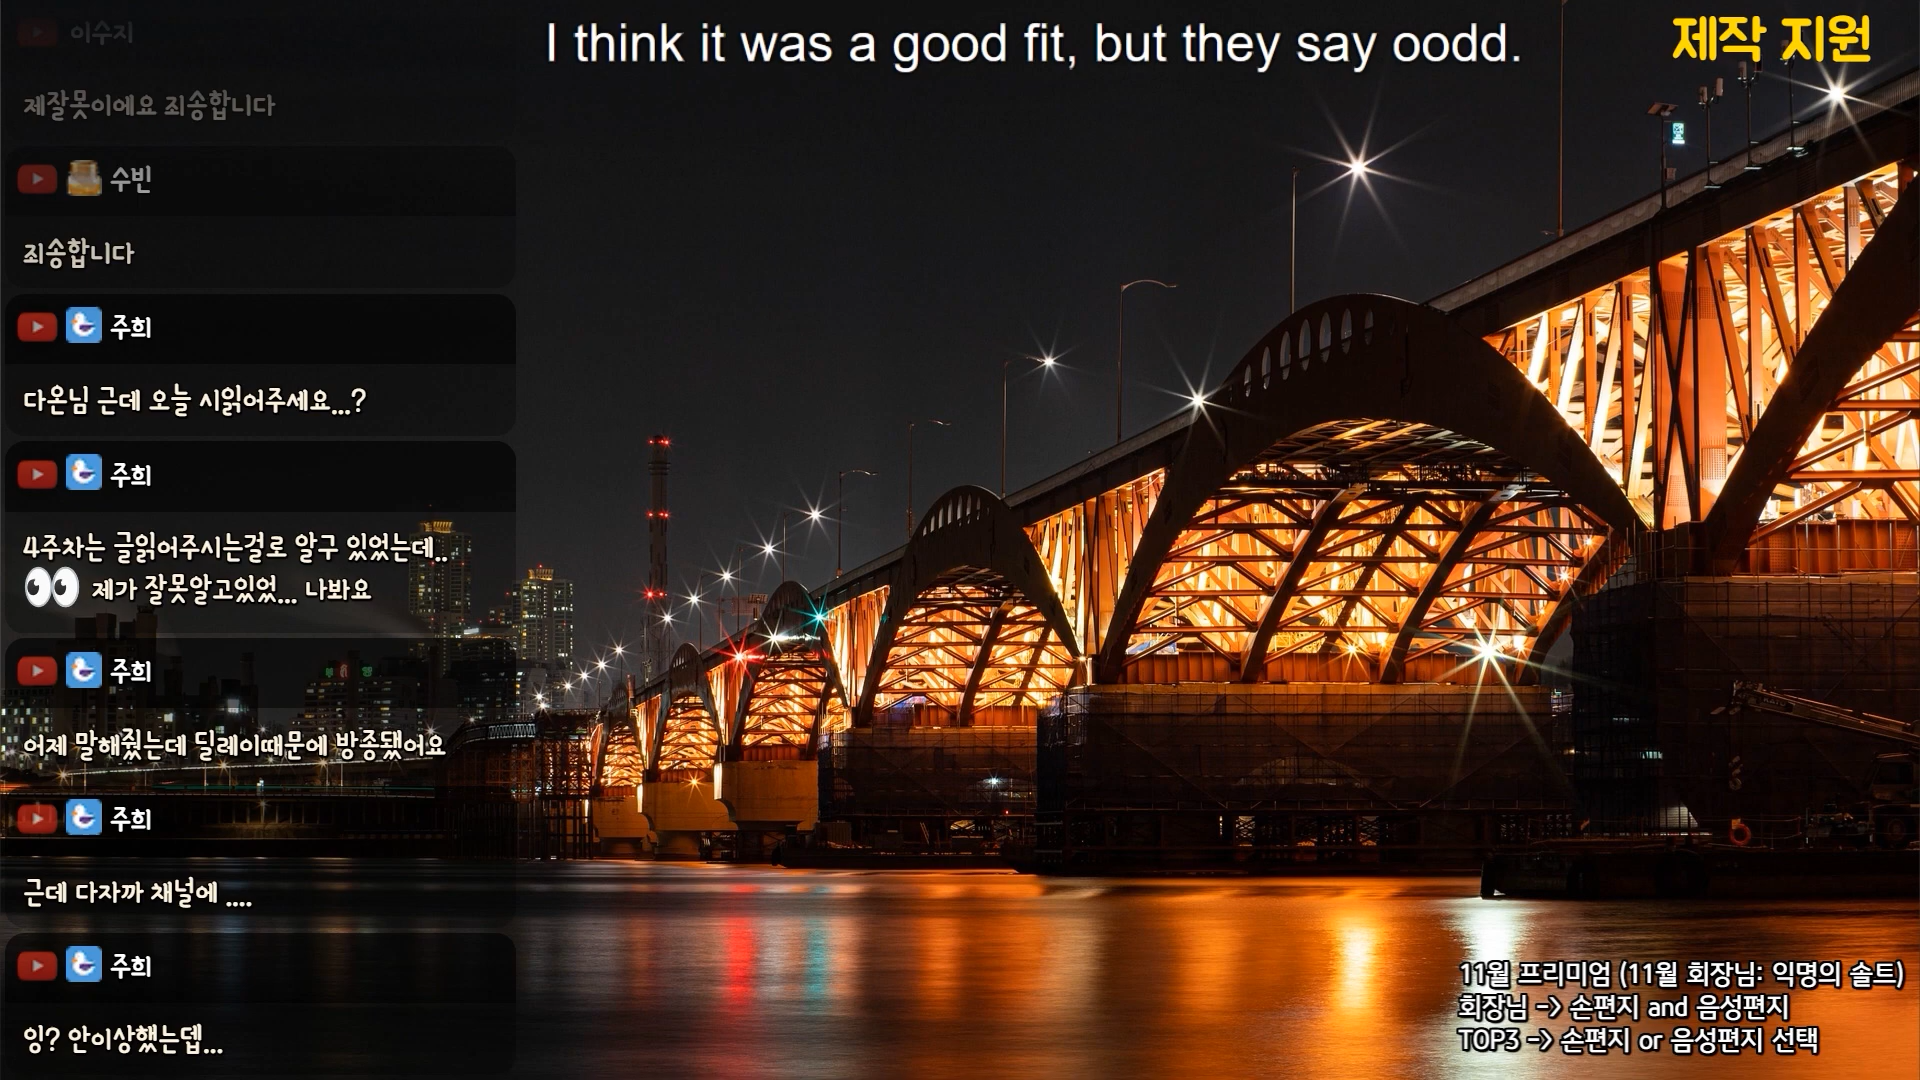 I think it was a good fit, but they say oodd.
제작 지원
이수지
제잘못이에요 죄송합니다
수빈
죄송합니다
주희
다온님 근데 오늘 시읽어주세요...?
주희
4주차는 글읽어주시는걸로 알구 있었는데..
제가 잘못알고있었... 나봐요
주희
어제 말해줬는데 딜레이때문에 방종됐어요
주희
근데 다자까 채널에 ....
주희
잉? 안이상했는뎁...
11월 프리미엄 (11월 회장님: 익명의 솔트)
회장님 -> 손편지 and 음성편지
TOP3 -> 손편지 or 음성편지 선택